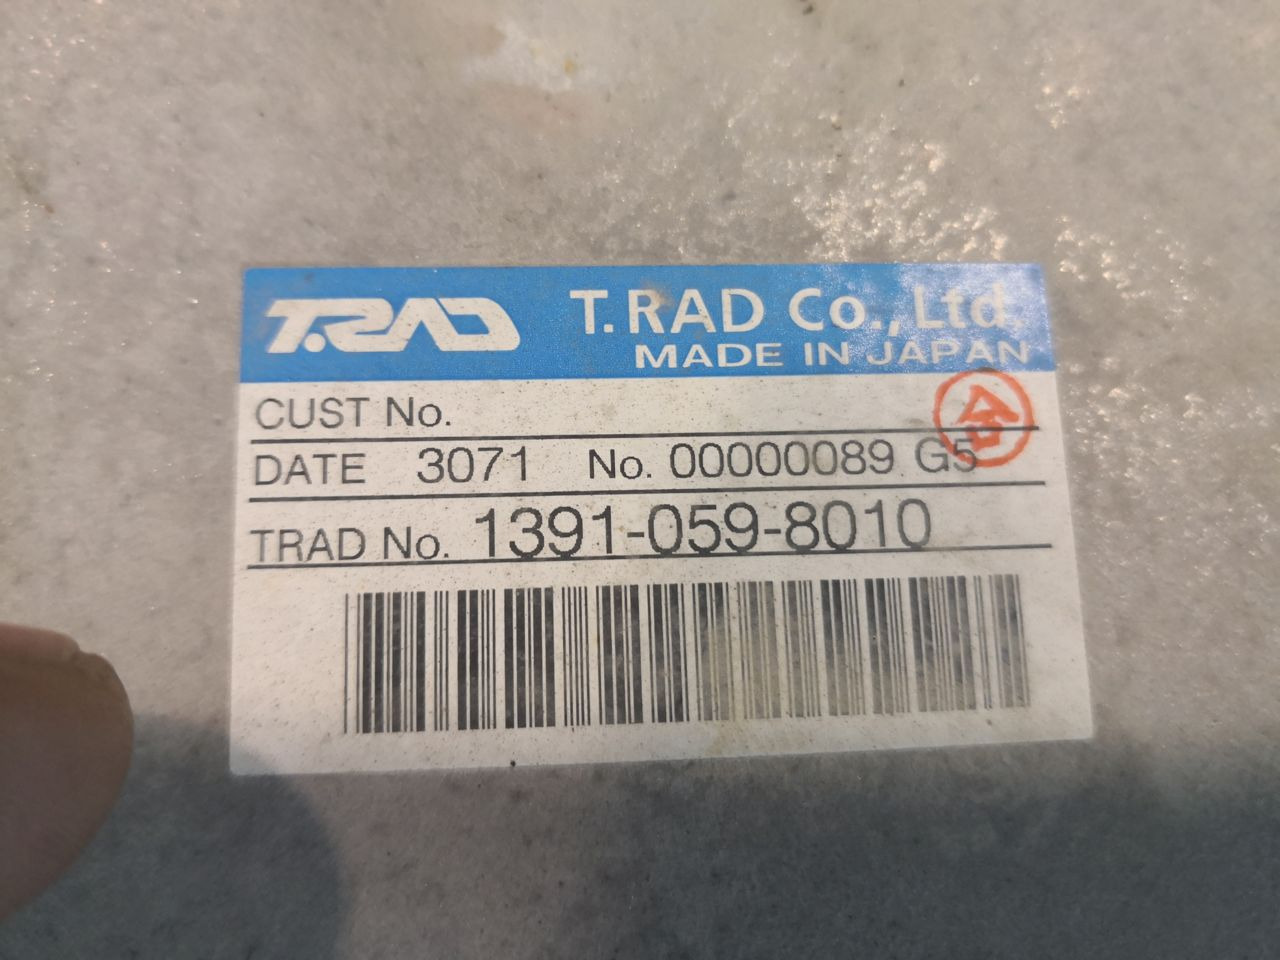 T.RAD
T.RAD Co., Ltd.
MADE IN JAPAN
合
CUST No.
DATE 3071 No. 00000089 G5
TRAD No. 1391-059-8010